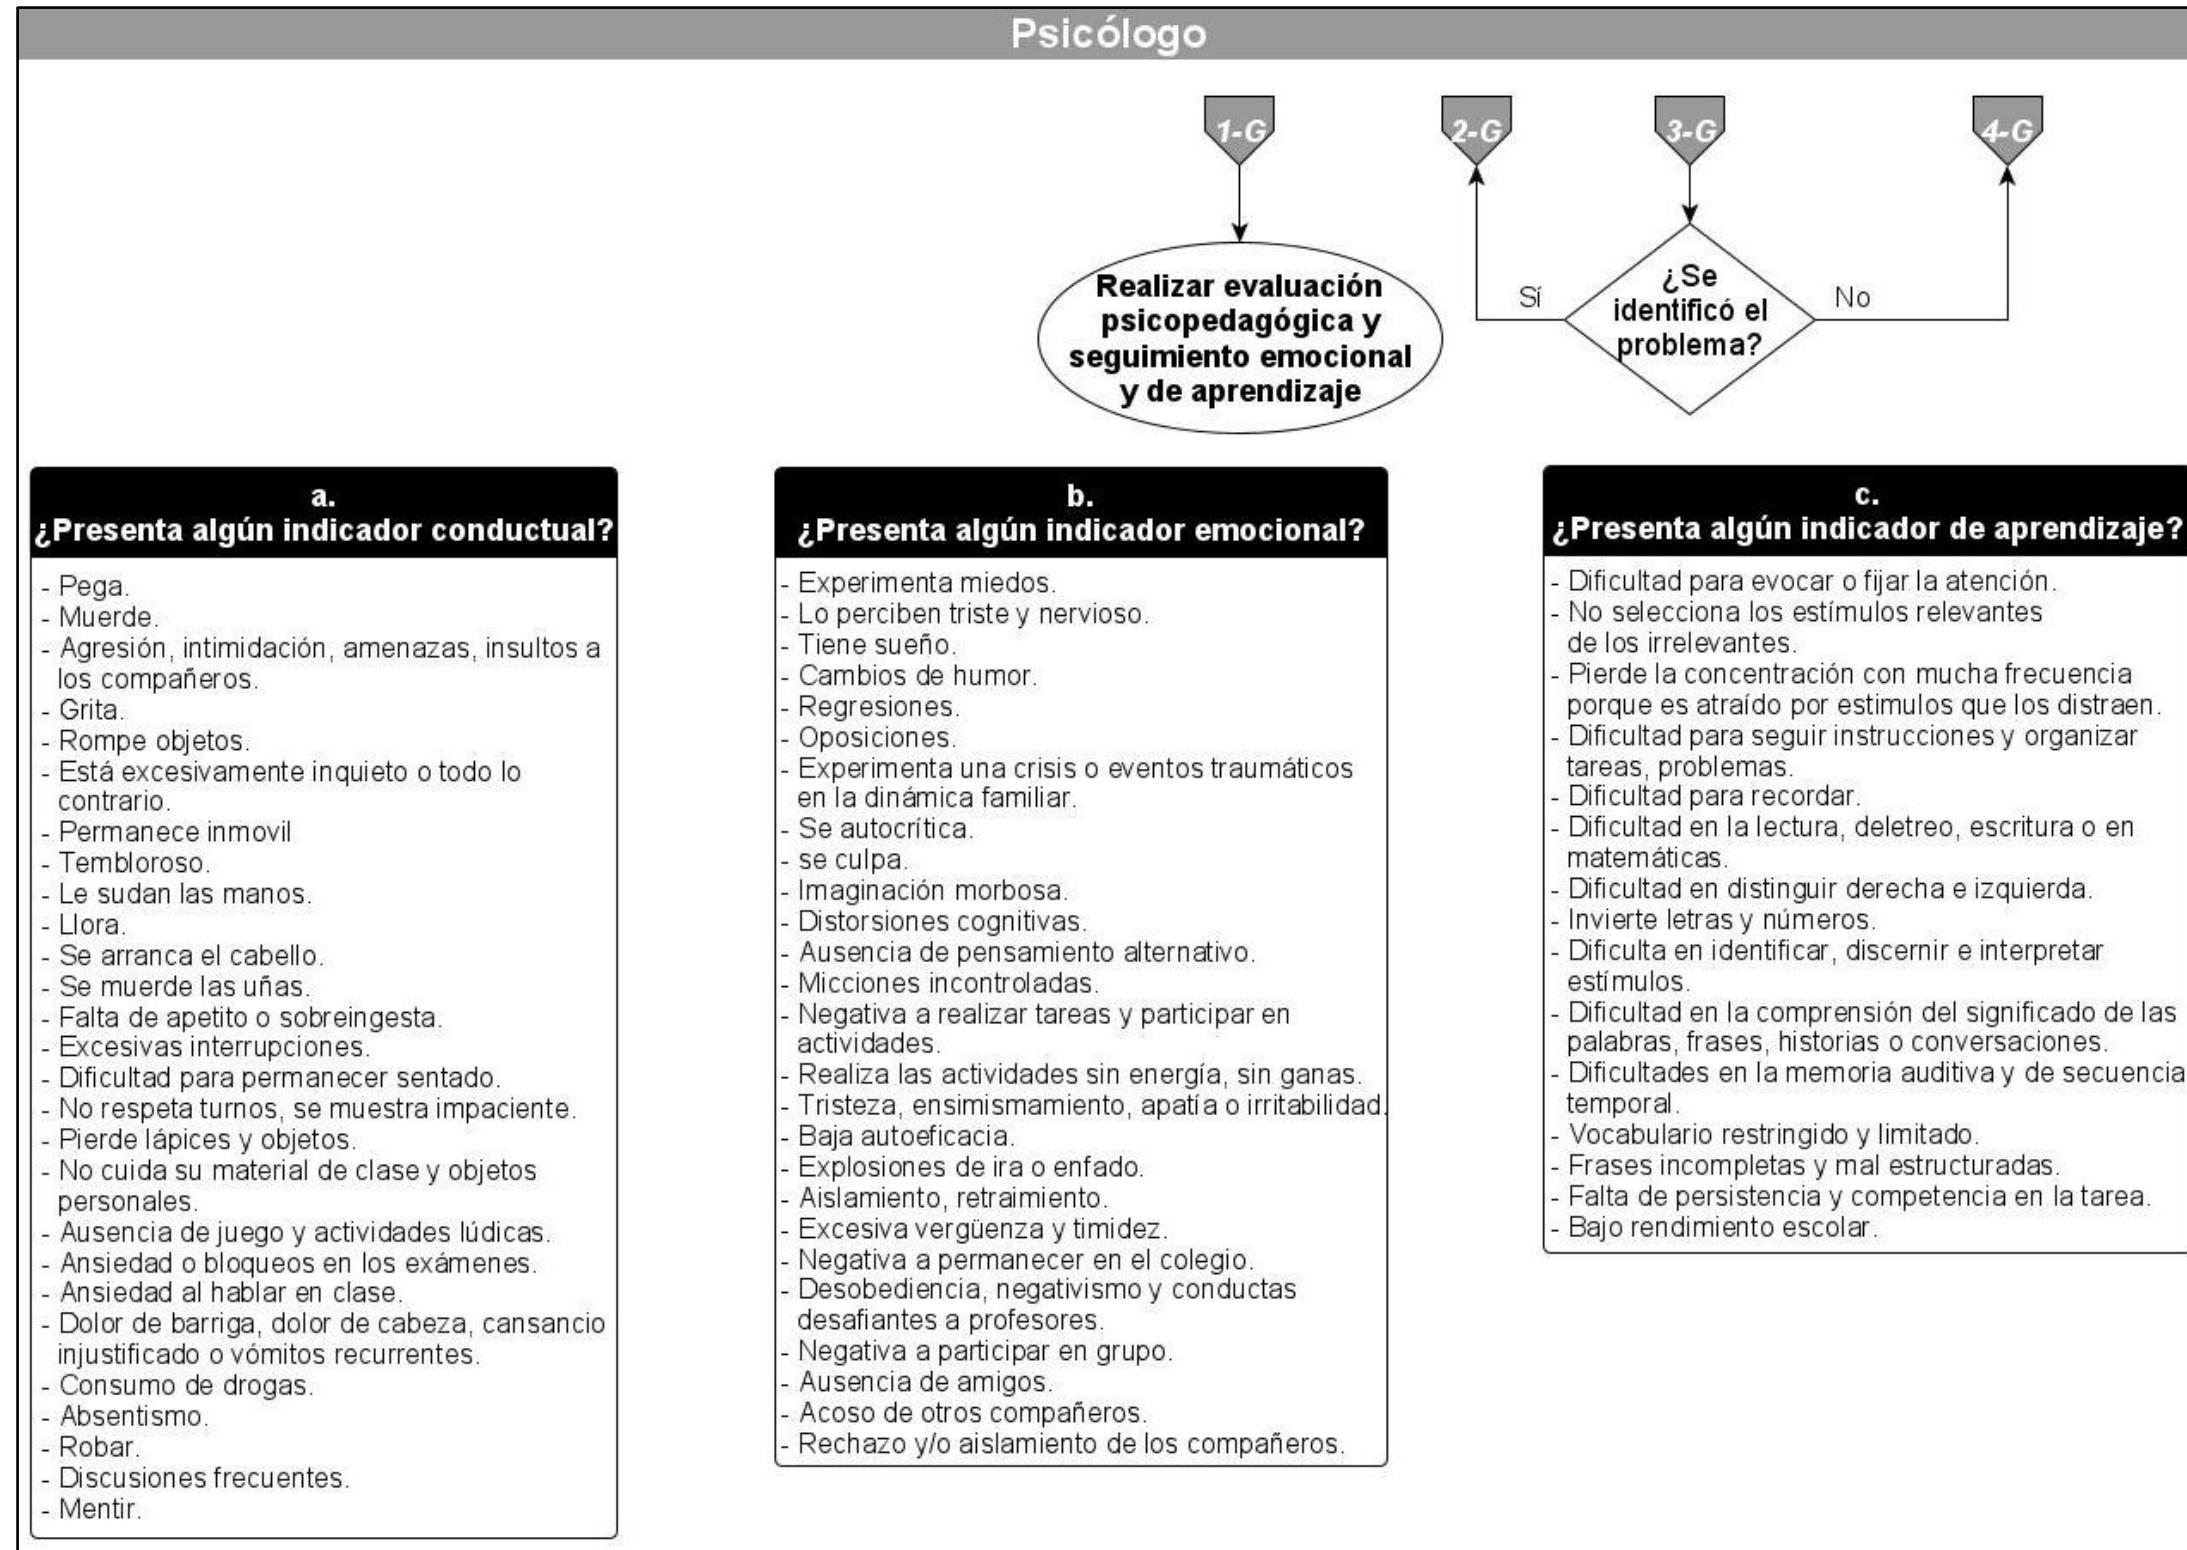 Psicólogo
1-G
2-G
3-G
4-G
Realizar evaluación
psicopedagógica y
seguimiento emocional
y de aprendizaje
Sí
¿Se
identificó el
problema?
No
a.
¿Presenta algún indicador conductual?
- Pega.
- Muerde.
- Agresión, intimidación, amenazas, insultos a
los compañeros.
- Grita.
- Rompe objetos.
- Está excesivamente inquieto o todo lo
contrario.
- Permanece inmovil
- Tembloroso.
- Le sudan las manos.
- Llora.
- Se arranca el cabello.
- Se muerde las uñas.
- Falta de apetito o sobreingesta.
- Excesivas interrupciones.
- Dificultad para permanecer sentado.
- No respeta turnos, se muestra impaciente.
- Pierde lápices y objetos.
- No cuida su material de clase y objetos
personales.
- Ausencia de juego y actividades lúdicas.
- Ansiedad o bloqueos en los exámenes.
- Ansiedad al hablar en clase.
- Dolor de barriga, dolor de cabeza, cansancio
injustificado o vómitos recurrentes.
- Consumo de drogas.
- Absentismo.
- Robar.
- Discusiones frecuentes.
- Mentir.
b.
¿Presenta algún indicador emocional?
- Experimenta miedos.
- Lo perciben triste y nervioso.
- Tiene sueño.
- Cambios de humor.
- Regresiones.
- Oposiciones.
- Experimenta una crisis o eventos traumáticos
en la dinámica familiar.
- Se autocrítica.
- se culpa.
- Imaginación morbosa.
- Distorsiones cognitivas.
- Ausencia de pensamiento alternativo.
- Micciones incontroladas.
- Negativa a realizar tareas y participar en
actividades.
- Realiza las actividades sin energía, sin ganas.
- Tristeza, ensimismamiento, apatía o irritabilidad.
- Baja autoeficacia.
- Explosiones de ira o enfado.
- Aislamiento, retraimiento.
- Excesiva vergüenza y timidez.
- Negativa a permanecer en el colegio.
- Desobediencia, negativismo y conductas
desafiantes a profesores.
- Negativa a participar en grupo.
- Ausencia de amigos.
- Acoso de otros compañeros.
- Rechazo y/o aislamiento de los compañeros.
c.
¿Presenta algún indicador de aprendizaje?
- Dificultad para evocar o fijar la atención.
- No selecciona los estímulos relevantes
de los irrelevantes.
- Pierde la concentración con mucha frecuencia
porque es atraído por estimulos que los distraen.
- Dificultad para seguir instrucciones y organizar
tareas, problemas.
- Dificultad para recordar.
- Dificultad en la lectura, deletreo, escritura o en
matemáticas.
- Dificultad en distinguir derecha e izquierda.
- Invierte letras y números.
- Dificulta en identificar, discernir e interpretar
estímulos.
- Dificultad en la comprensión del significado de las
palabras, frases, historias o conversaciones.
- Dificultades en la memoria auditiva y de secuencia
temporal.
- Vocabulario restringido y limitado.
- Frases incompletas y mal estructuradas.
- Falta de persistencia y competencia en la tarea.
- Bajo rendimiento escolar.